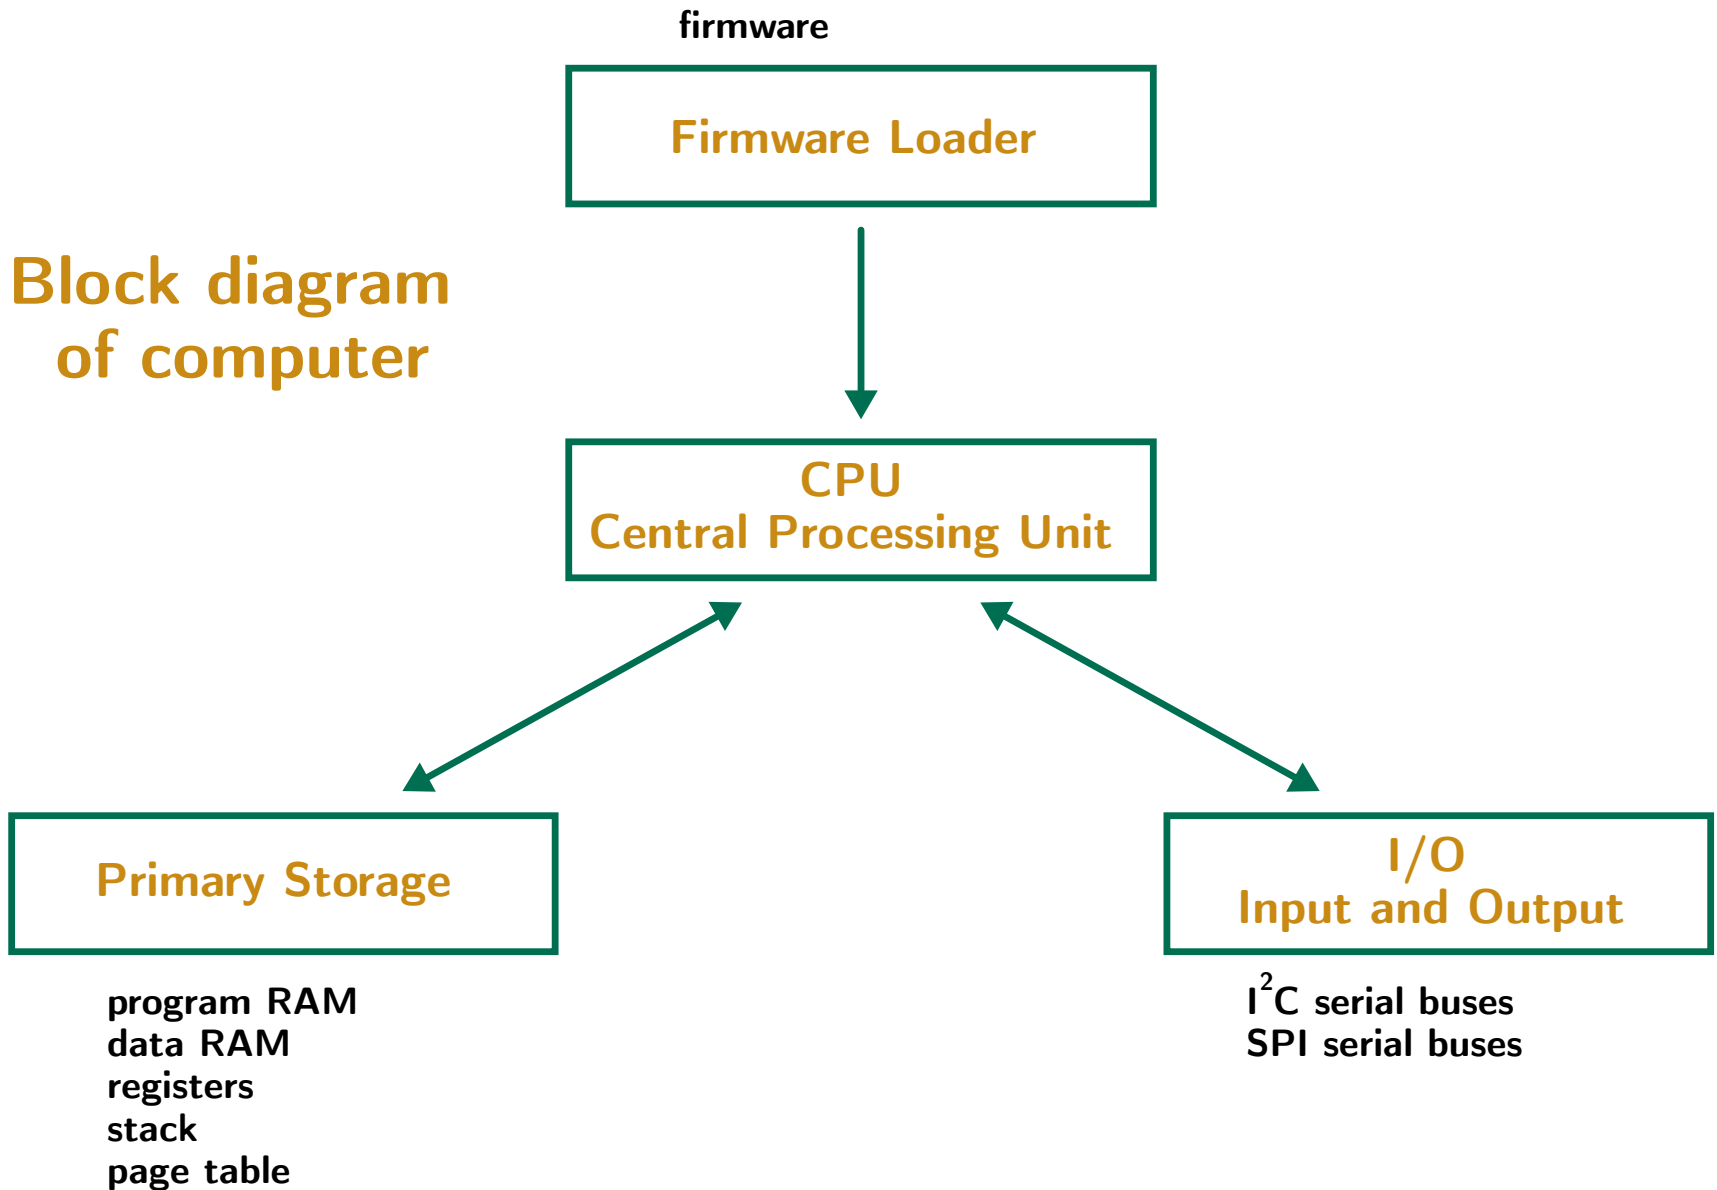 firmware
Firmware Loader
Block diagram
of computer
CPU
Central Processing Unit
Primary Storage
I/O
Input and Output
program RAM
data RAM
registers
stack
page table
I²C serial buses
SPI serial buses